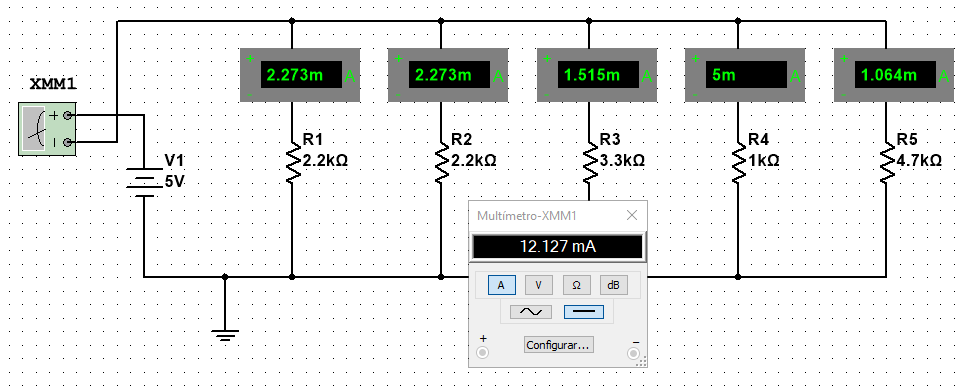 XMM1
+
-
V1
5V
+ 2.273m A -
+ 2.273m A -
+ 1.515m A -
+ 5m A -
+ 1.064m A -
R1
2.2kΩ
R2
2.2kΩ
R3
3.3kΩ
R4
1kΩ
R5
4.7kΩ
Multímetro-XMM1
12.127 mA
A V Ω dB
+ −
Configurar...